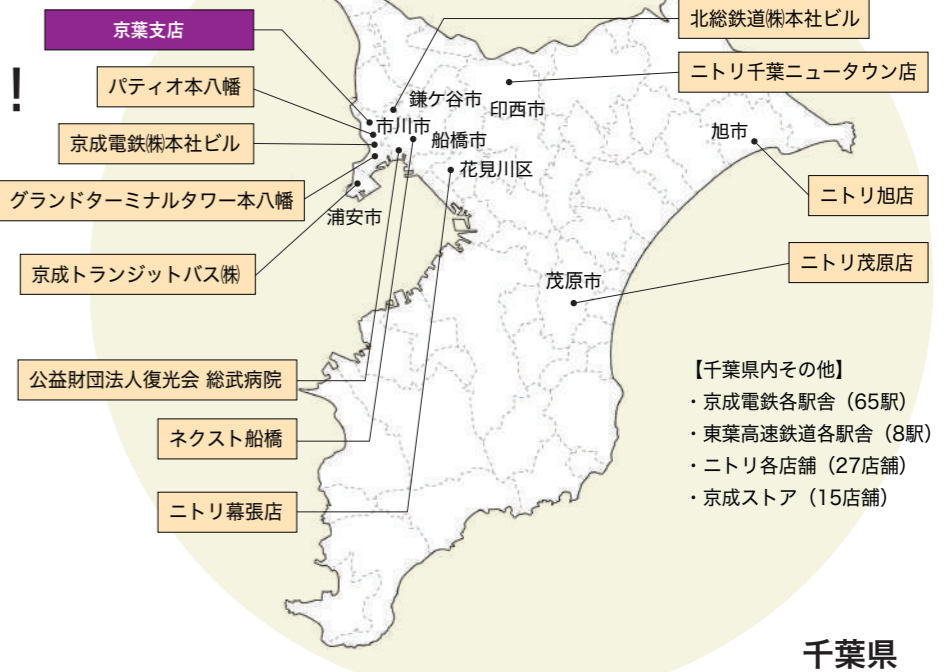 京葉支店
！
パティオ本八幡
京成電鉄㈱本社ビル
グランドターミナルタワー本八幡
京成トランジットバス㈱
公益財団法人復光会 総武病院
ネクスト船橋
ニトリ幕張店
北総鉄道㈱本社ビル
ニトリ千葉ニュータウン店
ニトリ旭店
ニトリ茂原店
鎌ケ谷市
印西市
市川市
船橋市
花見川区
浦安市
旭市
茂原市
【千葉県内その他】
・京成電鉄各駅舎（65駅）
・東葉高速鉄道各駅舎（8駅）
・ニトリ各店舗（27店舗）
・京成ストア（15店舗）
千葉県